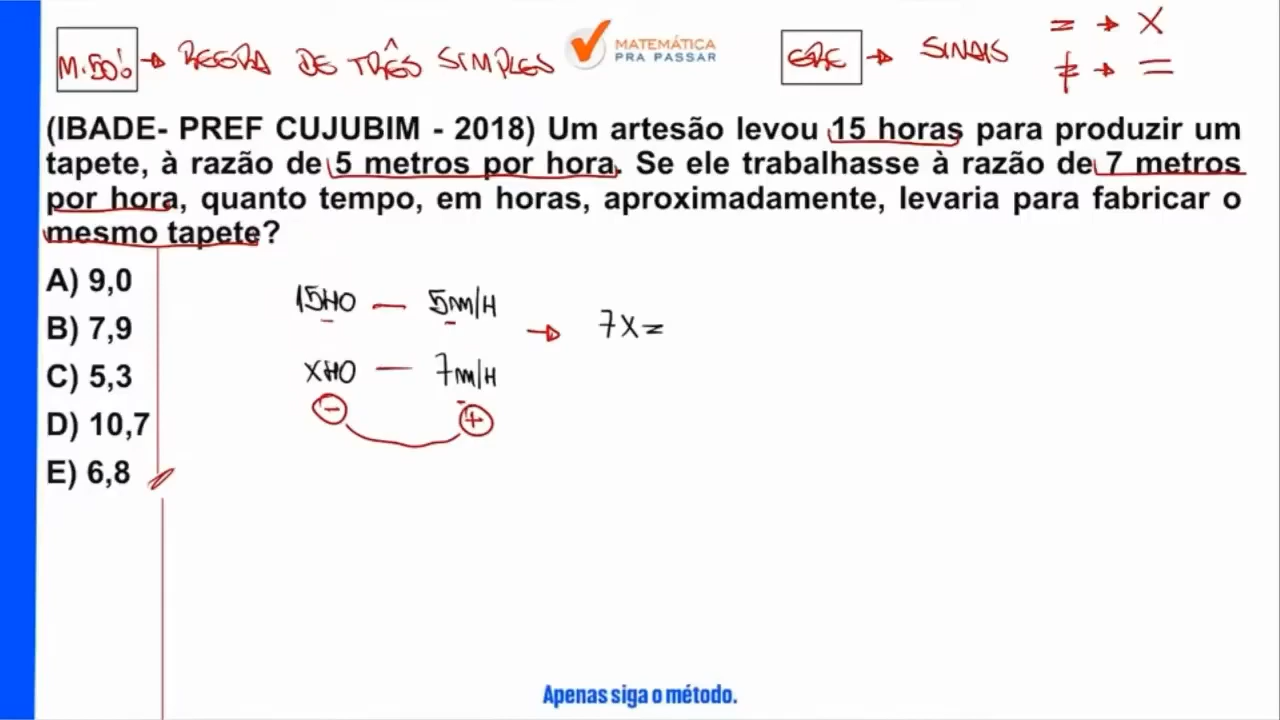 M.50% → REGRA DE TRÊS SIMPLES
MATEMÁTICA
PRA PASSAR
→ SINAIS
= → X
≠ → =
(IBADE- PREF CUJUBIM - 2018) Um artesão levou 15 horas para produzir um
tapete, à razão de 5 metros por hora. Se ele trabalhasse à razão de 7 metros
por hora, quanto tempo, em horas, aproximadamente, levaria para fabricar o
mesmo tapete?
A) 9,0
B) 7,9
C) 5,3
D) 10,7
E) 6,8
15HO — 5m/H
→ 7X=
XHO — 7m/H
- +
Apenas siga o método.